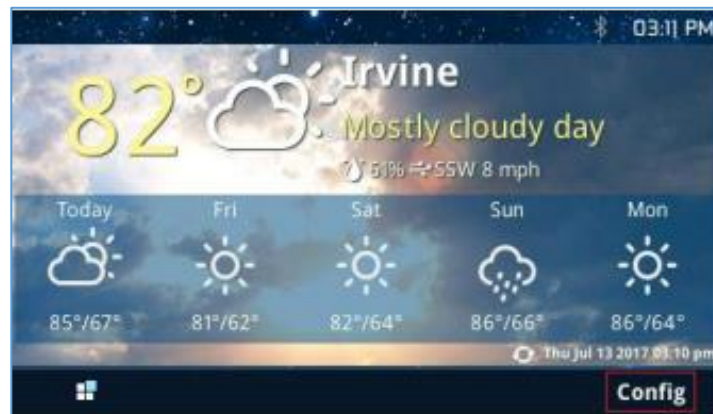 03:11 PM
82°
Irvine
Mostly cloudy day
51% SSW 8 mph
Today Fri Sat Sun Mon
85°/67° 81°/62° 82°/64° 86°/66° 86°/64°
Thu Jul 13 2017 03:10 pm
Config